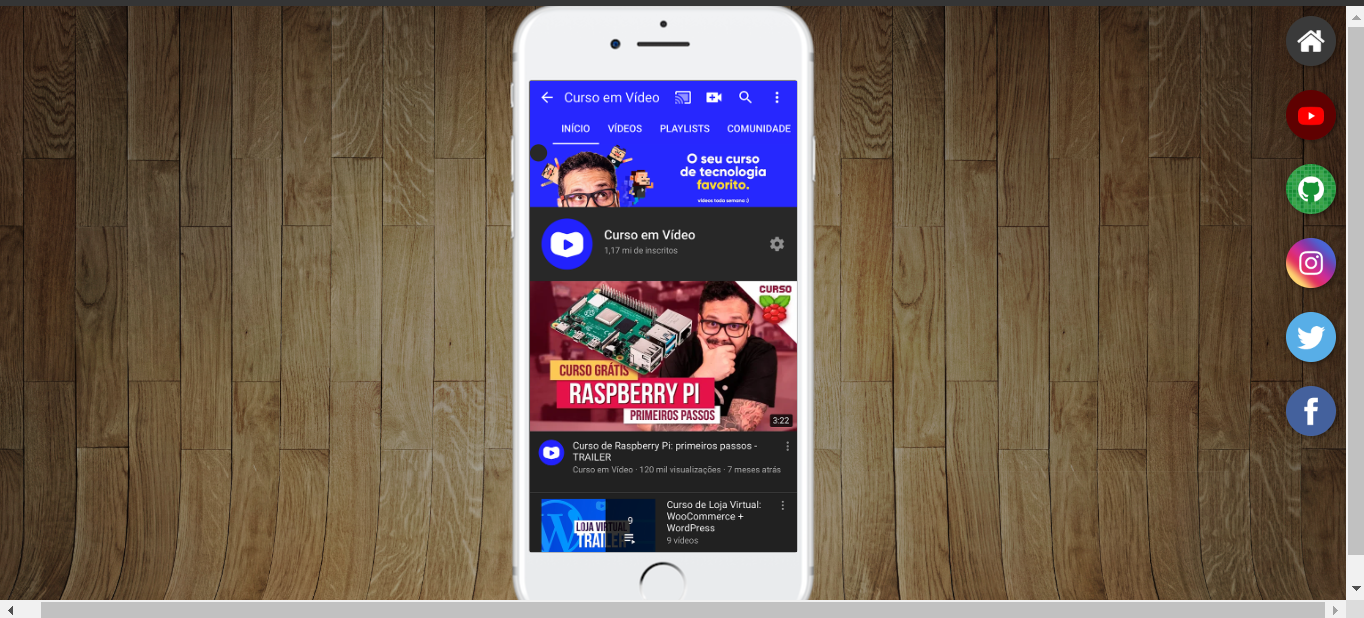 Curso em Vídeo
INÍCIO VÍDEOS PLAYLISTS COMUNIDADE
O seu curso
de tecnologia
favorito.
vídeos toda semana :)
Curso em Vídeo
1,17 mi de inscritos
CURSO
CURSO GRÁTIS
RASPBERRY PI
PRIMEIROS PASSOS
3:22
Curso de Raspberry Pi: primeiros passos -
TRAILER
Curso em Vídeo · 120 mil visualizações · 7 meses atrás
LOJA VIRTUAL
TRAILER
9
Curso de Loja Virtual:
WooCommerce +
WordPress
9 vídeos